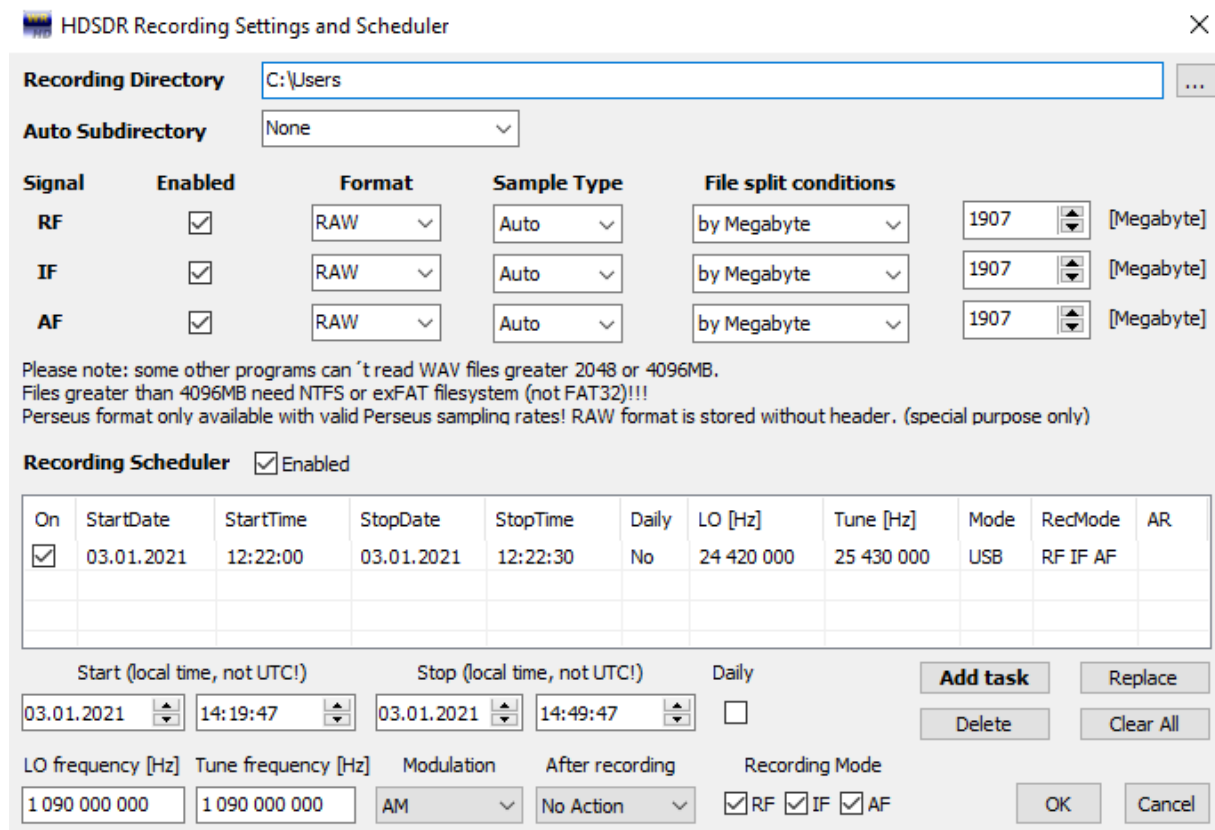 HDSDR Recording Settings and Scheduler
Recording Directory C:\Users ...
Auto Subdirectory None
Signal Enabled Format Sample Type File split conditions
RF RAW Auto by Megabyte 1907 [Megabyte]
IF RAW Auto by Megabyte 1907 [Megabyte]
AF RAW Auto by Megabyte 1907 [Megabyte]
Please note: some other programs can´t read WAV files greater 2048 or 4096MB.
Files greater than 4096MB need NTFS or exFAT filesystem (not FAT32)!!!
Perseus format only available with valid Perseus sampling rates! RAW format is stored without header. (special purpose only)
Recording Scheduler Enabled
On StartDate StartTime StopDate StopTime Daily LO [Hz] Tune [Hz] Mode RecMode AR
03.01.2021 12:22:00 03.01.2021 12:22:30 No 24 420 000 25 430 000 USB RF IF AF
Start (local time, not UTC!) Stop (local time, not UTC!) Daily Add task Replace
03.01.2021 14:19:47 03.01.2021 14:49:47 Delete Clear All
LO frequency [Hz] Tune frequency [Hz] Modulation After recording Recording Mode
1 090 000 000 1 090 000 000 AM No Action RF IF AF OK Cancel